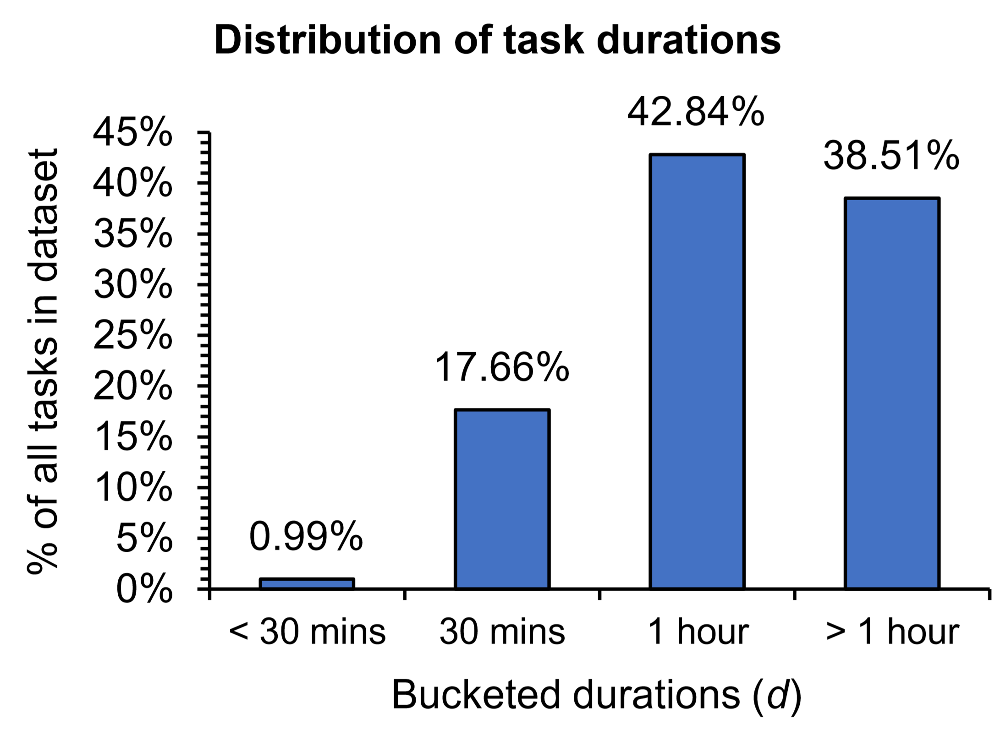 Distribution of task durations
% of all tasks in dataset
45%
40%
35%
30%
25%
20%
15%
10%
5%
0%
0.99%
17.66%
42.84%
38.51%
< 30 mins
30 mins
1 hour
> 1 hour
Bucketed durations (d)